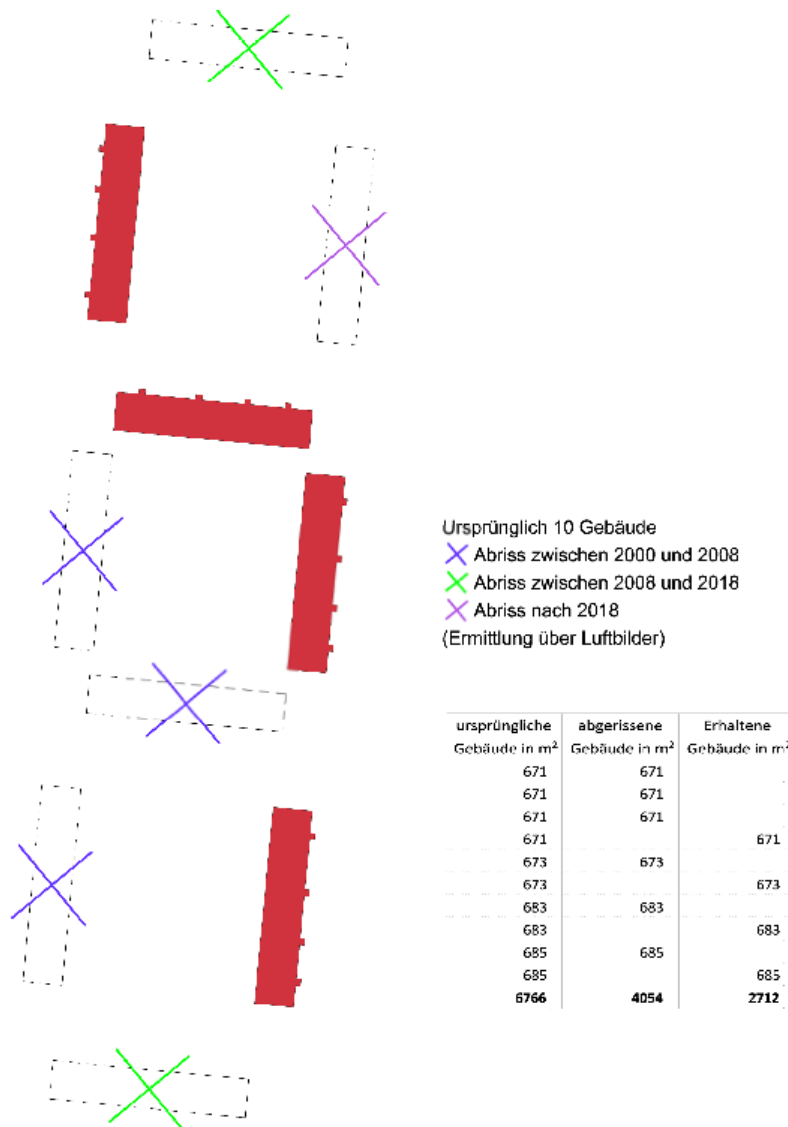 Ursprünglich 10 Gebäude
Abriss zwischen 2000 und 2008
Abriss zwischen 2008 und 2018
Abriss nach 2018
(Ermittlung über Luftbilder)
ursprüngliche abgerissene Erhaltene
Gebäude in m² Gebäude in m² Gebäude in m²
671 671
671 671
671 671
671 671
673 673
673 673
683 683
683 683
685 685
685 685
6766 4054 2712